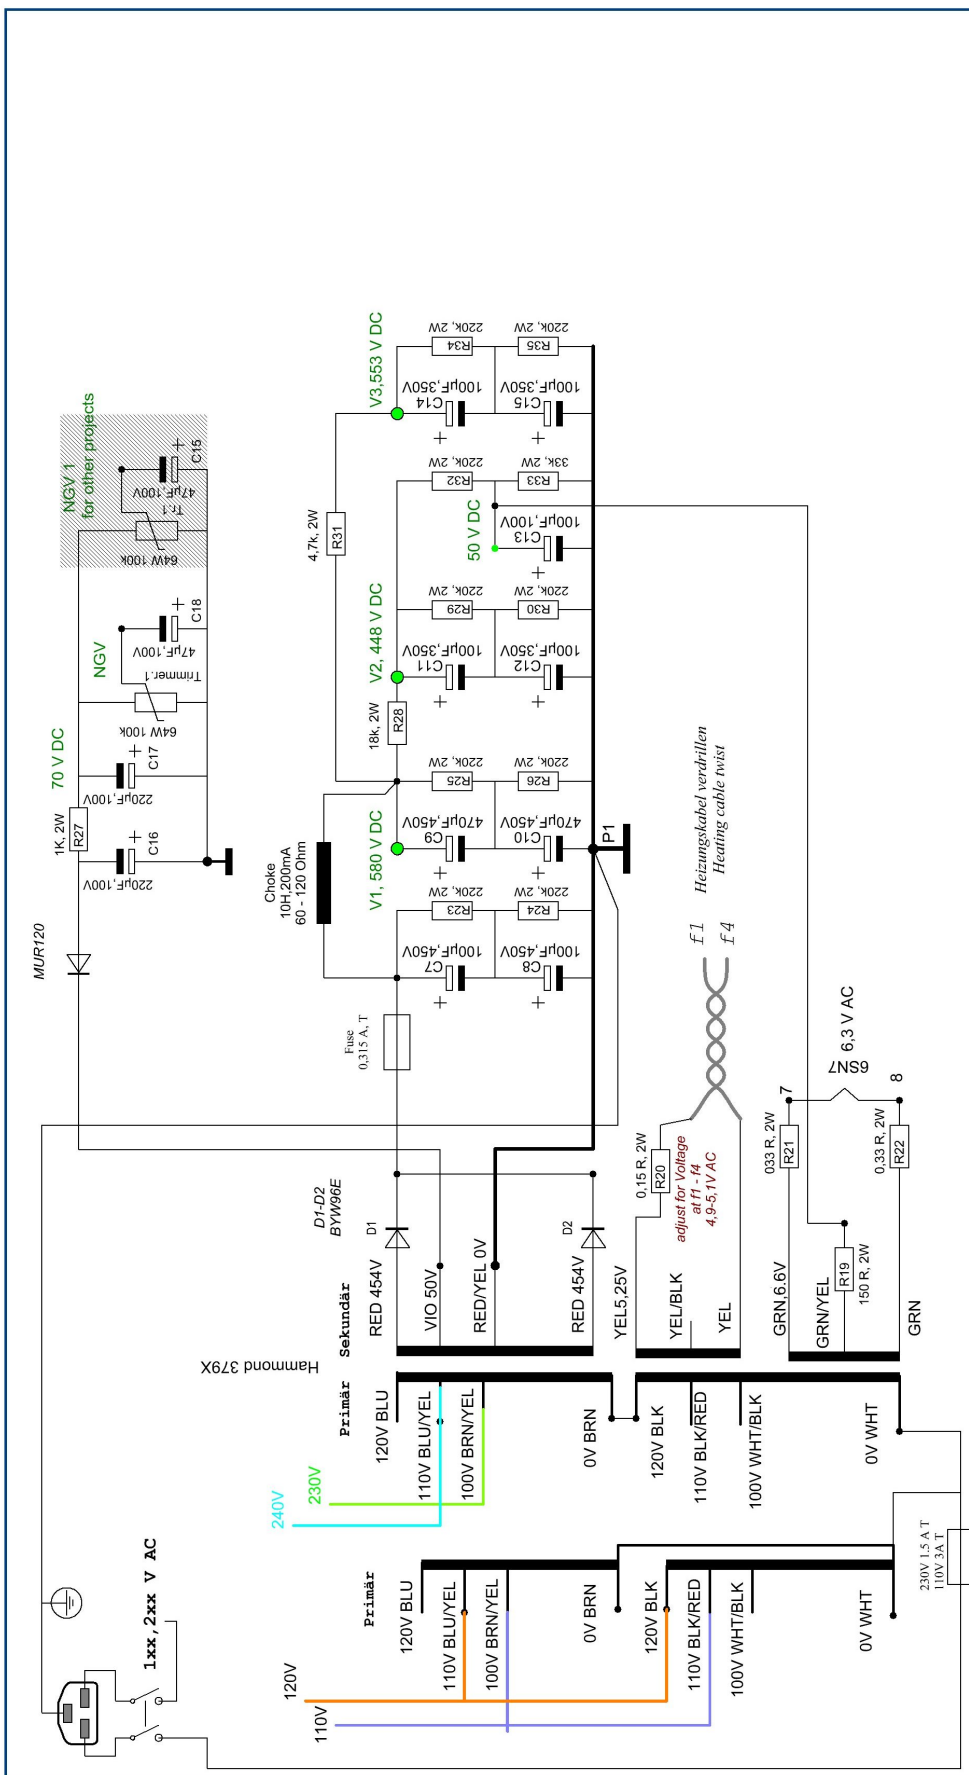 MUR120
1K, 2W
R27
70 V DC
220µF,100V
C16
220µF,100V
C17
64W 100k
Trimmer.1
NGV
47µF,100V
C18
NGV 1
for other projects
64W 100k
Tr.1
47µF,100V
C15
Fuse
0,315 A, T
Choke
10H,200mA
60 - 120 Ohm
V1, 580 V DC
18k, 2W
R28
V2, 448 V DC
4,7k, 2W
R31
50 V DC
V3,553 V DC
100µF,450V
C7
100µF,450V
C8
220k, 2W
R23
220k, 2W
R24
470µF,450V
C9
470µF,450V
C10
220k, 2W
R25
220k, 2W
R26
100µF,350V
C11
100µF,350V
C12
220k, 2W
R29
220k, 2W
R30
100µF,100V
C13
220k, 2W
R32
33k, 2W
R33
100µF,350V
C14
100µF,350V
C15
220k, 2W
R34
220k, 2W
R35
P1
D1-D2
BYW96E
D1
D2
Hammond 379X
Primär
Sekundär
RED 454V
VIO 50V
RED/YEL 0V
RED 454V
YEL5,25V
YEL/BLK
YEL
GRN,6.6V
GRN/YEL
GRN
0,15 R, 2W
R20
adjust for Voltage
at f1 - f4
4,9-5,1V AC
f1
f4
Heizungskabel verdrillen
Heating cable twist
033 R, 2W
R21
7
6SN7
6,3 V AC
8
0,33 R, 2W
R22
R19
150 R, 2W
120V BLU
110V BLU/YEL
100V BRN/YEL
0V BRN
120V BLK
110V BLK/RED
100V WHT/BLK
0V WHT
240V
230V
Primär
120V BLU
110V BLU/YEL
100V BRN/YEL
0V BRN
120V BLK
110V BLK/RED
100V WHT/BLK
0V WHT
120V
110V
1xx,2xx V AC
230V 1.5 A T
110V 3A T